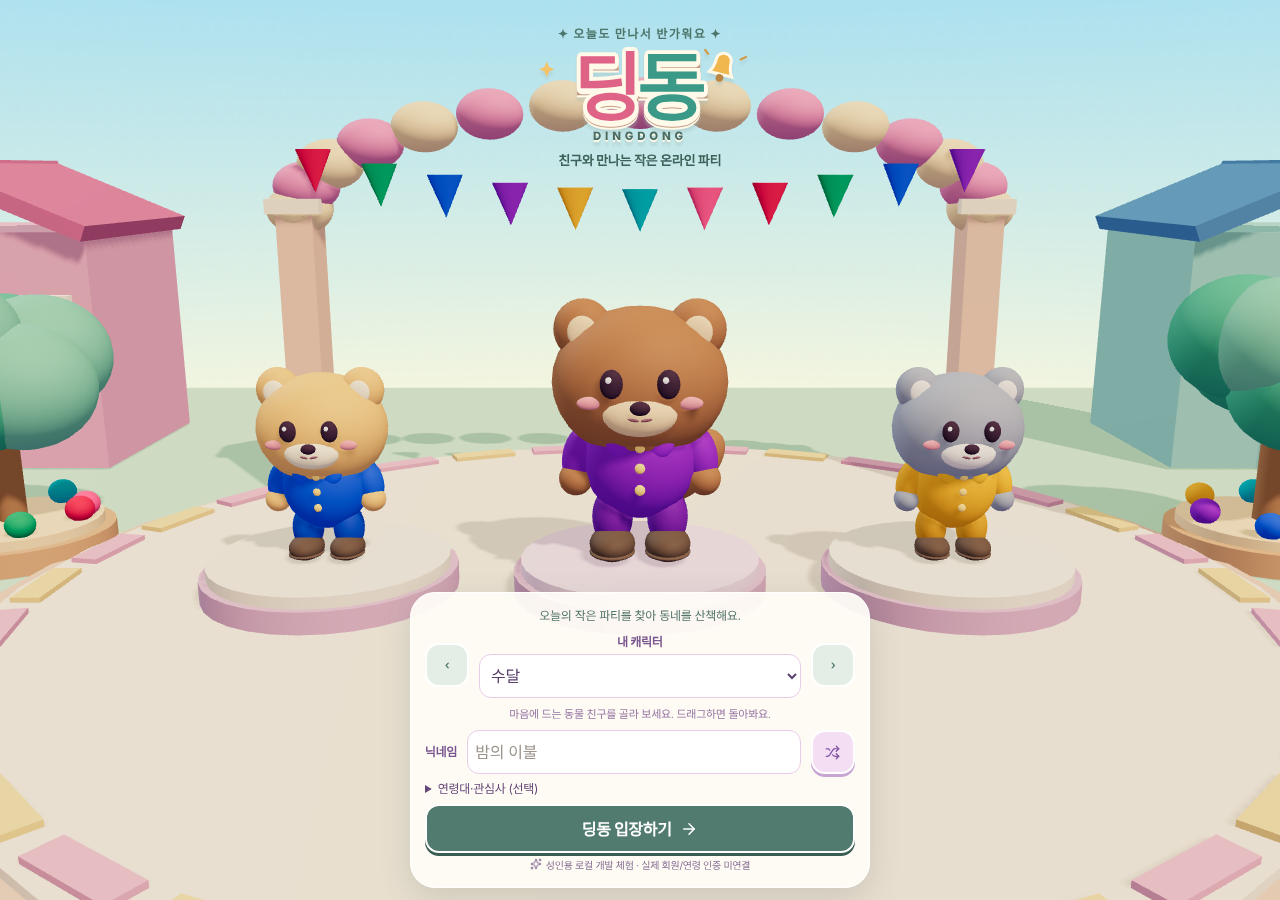 ✦ 오늘도 만나서 반가워요 ✦
딩동
DINGDONG
친구와 만나는 작은 온라인 파티
오늘의 작은 파티를 찾아 동네를 산책해요.
내 캐릭터
‹
수달
›
마음에 드는 동물 친구를 골라 보세요. 드래그하면 돌아봐요.
닉네임
밤의 이불
▶ 연령대·관심사 (선택)
딩동 입장하기 →
성인용 로컬 개발 체험 · 실제 회원/연령 인증 미연결